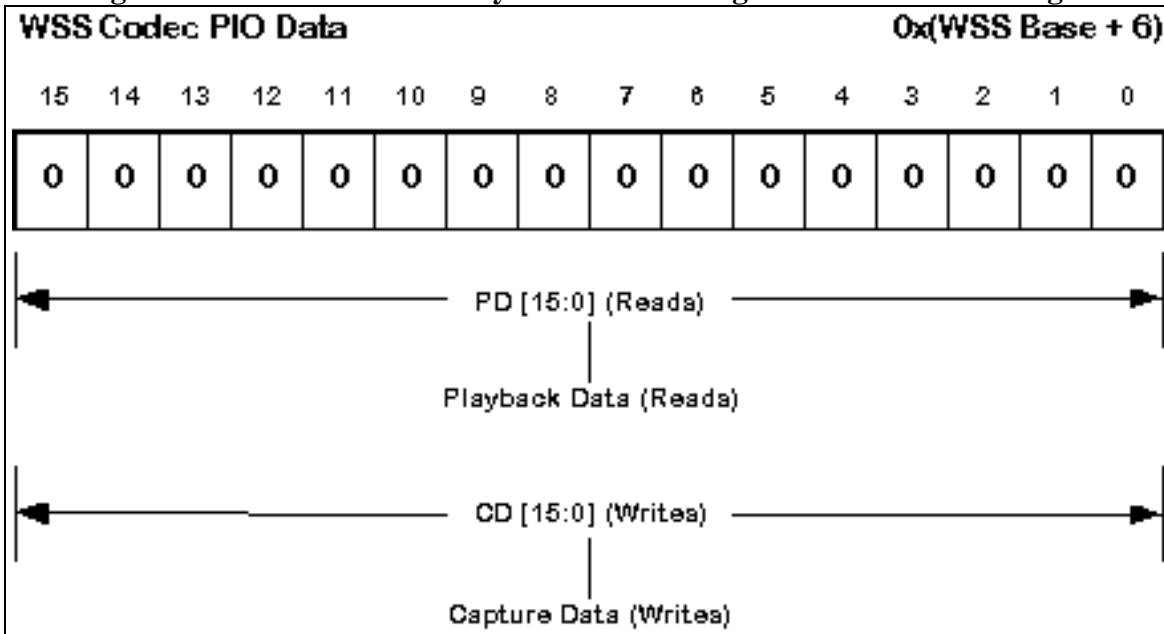 WSS Codec PIO Data 0x(WSS Base + 6)
15 14 13 12 11 10 9 8 7 6 5 4 3 2 1 0
0 0 0 0 0 0 0 0 0 0 0 0 0 0 0 0
PD [15:0] (Reads)
Playback Data (Reads)
CD [15:0] (Writes)
Capture Data (Writes)